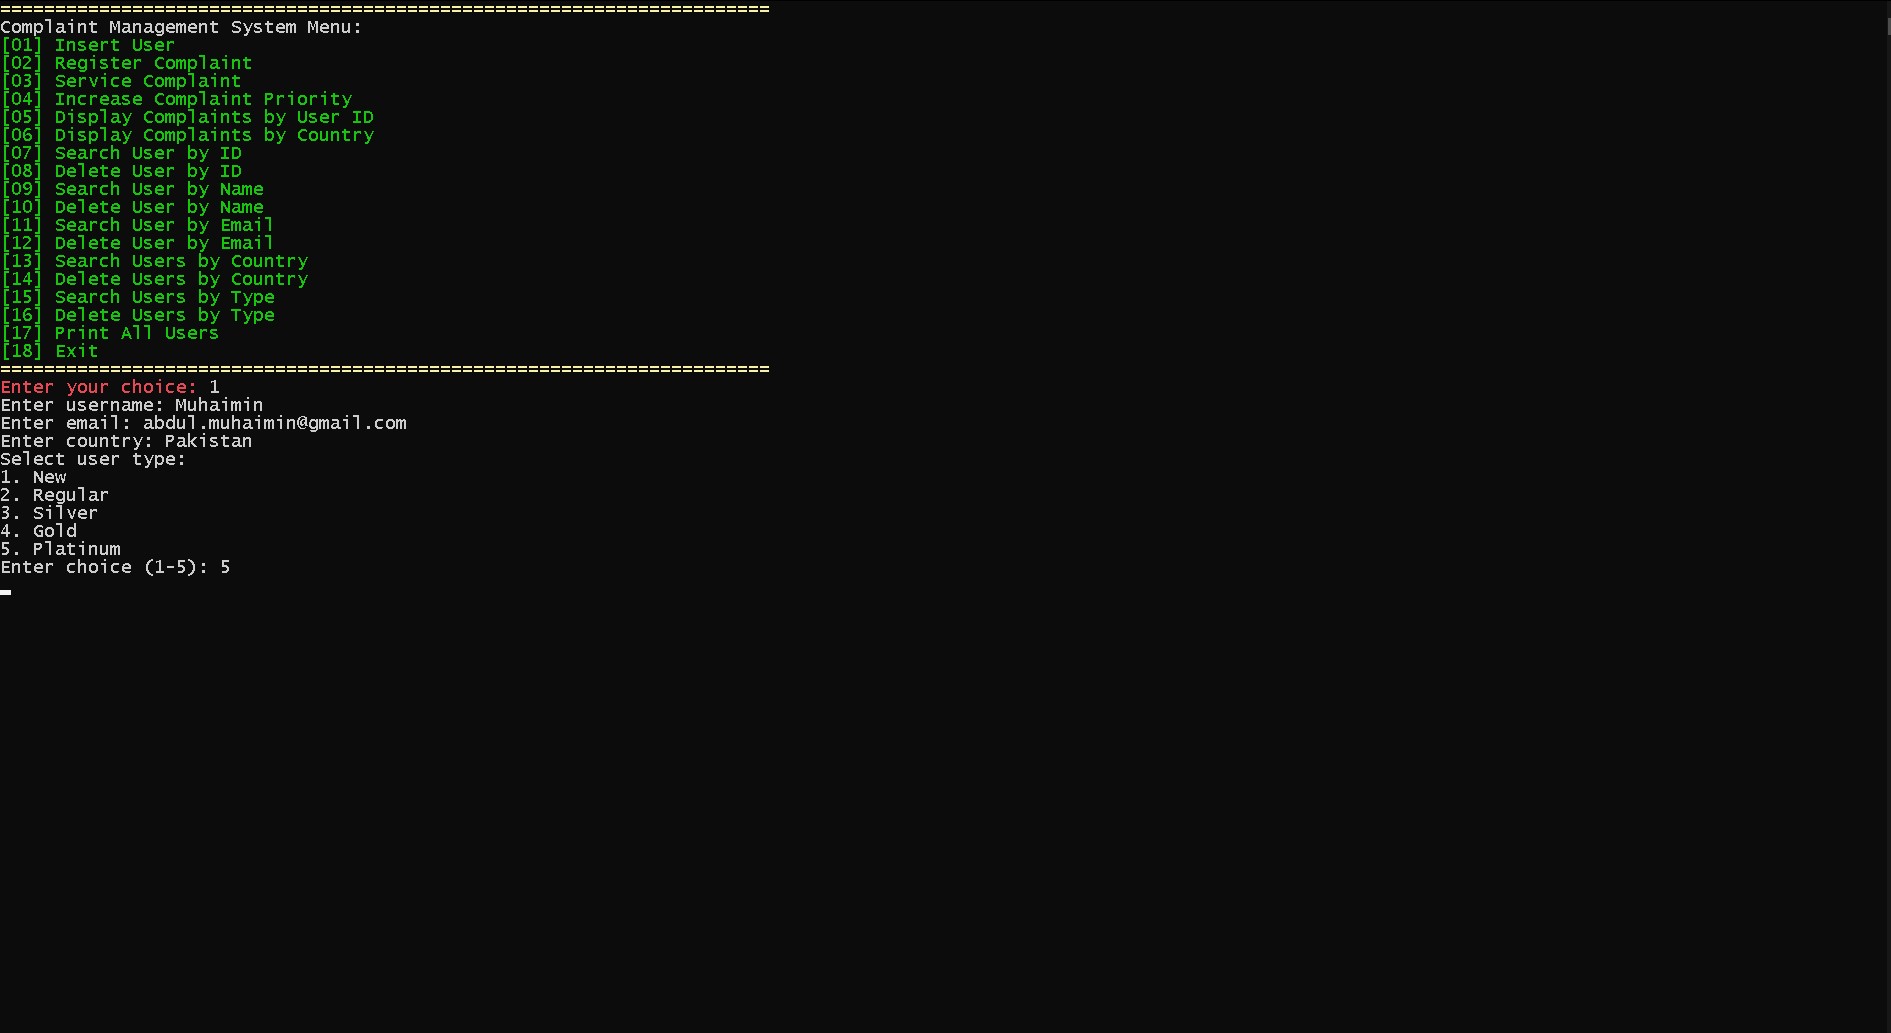 ======================================================================
Complaint Management System Menu:
[01] Insert User
[02] Register Complaint
[03] Service Complaint
[04] Increase Complaint Priority
[05] Display Complaints by User ID
[06] Display Complaints by Country
[07] Search User by ID
[08] Delete User by ID
[09] Search User by Name
[10] Delete User by Name
[11] Search User by Email
[12] Delete User by Email
[13] Search Users by Country
[14] Delete Users by Country
[15] Search Users by Type
[16] Delete Users by Type
[17] Print All Users
[18] Exit
======================================================================
Enter your choice: 1
Enter username: Muhaimin
Enter email: abdul.muhaimin@gmail.com
Enter country: Pakistan
Select user type:
1. New
2. Regular
3. Silver
4. Gold
5. Platinum
Enter choice (1-5): 5